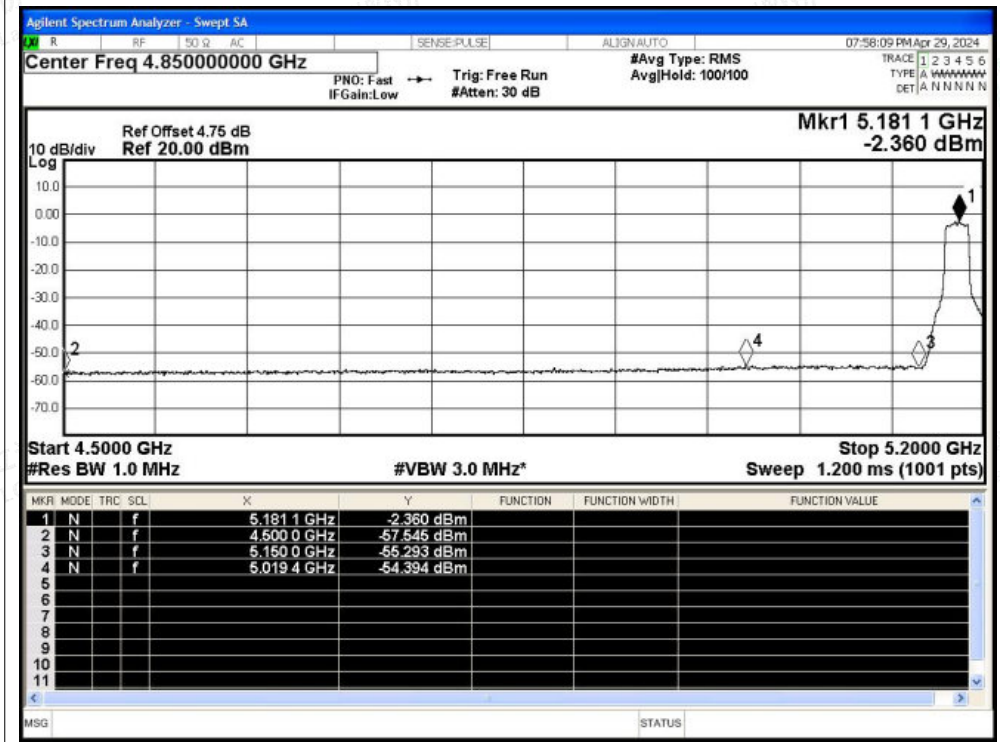 Agilent Spectrum Analyzer - Swept SA
LXI R RF 50 Ω AC SENSE:PULSE ALIGN AUTO 07:58:09 PM Apr 29, 2024
Center Freq 4.850000000 GHz
PNO: Fast
IFGain:Low
Trig: Free Run
#Atten: 30 dB
#Avg Type: RMS
Avg|Hold: 100/100
TRACE 1 2 3 4 5 6
TYPE A WWWWW
DET A N N N N N
Mkr1 5.181 1 GHz
-2.360 dBm
Ref Offset 4.75 dB
10 dB/div Ref 20.00 dBm
Log
10.0
0.00
-10.0
-20.0
-30.0
-40.0
-50.0
-60.0
-70.0
1
2
4
3
Start 4.5000 GHz Stop 5.2000 GHz
#Res BW 1.0 MHz #VBW 3.0 MHz* Sweep 1.200 ms (1001 pts)
MKR MODE TRC SCL X Y FUNCTION FUNCTION WIDTH FUNCTION VALUE
1 N f 5.181 1 GHz -2.360 dBm
2 N f 4.500 0 GHz -57.545 dBm
3 N f 5.150 0 GHz -55.293 dBm
4 N f 5.019 4 GHz -54.394 dBm
5
6
7
8
9
10
11
MSG STATUS